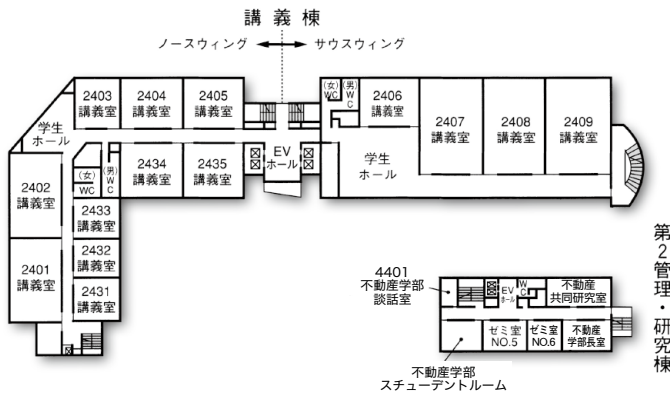 講義棟
ノースウィング
サウスウィング
2403
講義室
2404
講義室
2405
講義室
(女)
WC
(男)
WC
2406
講義室
2407
講義室
2408
講義室
2409
講義室
学生
ホール
2402
講義室
(女)
WC
(男)
WC
2434
講義室
2435
講義室
EV
ホール
学生
ホール
2433
講義室
2432
講義室
2401
講義室
2431
講義室
第2管理・研究棟
4401
不動産学部
談話室
EV
ホール
WC
不動産
共同研究室
ゼミ室
NO.5
ゼミ室
NO.6
不動産
学部長室
不動産学部
スチューデントルーム